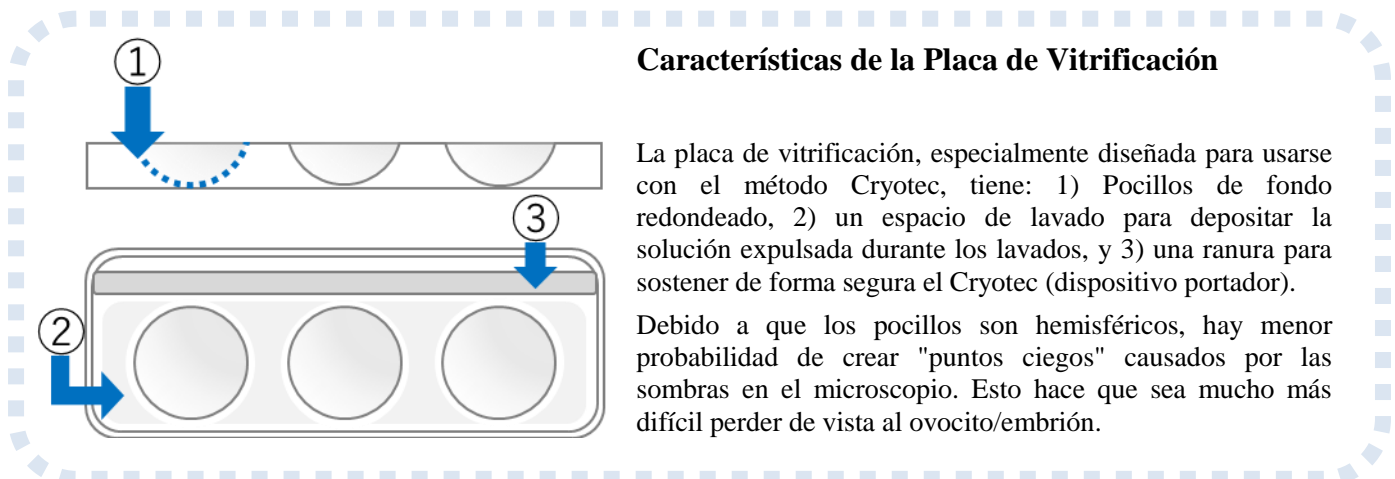 ①
③
②
Características de la Placa de Vitrificación
La placa de vitrificación, especialmente diseñada para usarse
con el método Cryotec, tiene: 1) Pocillos de fondo
redondeado, 2) un espacio de lavado para depositar la
solución expulsada durante los lavados, y 3) una ranura para
sostener de forma segura el Cryotec (dispositivo portador).
Debido a que los pocillos son hemisféricos, hay menor
probabilidad de crear "puntos ciegos" causados por las
sombras en el microscopio. Esto hace que sea mucho más
difícil perder de vista al ovocito/embrión.